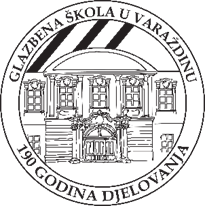 GLAZBENA ŠKOLA U VARAŽDINU
190 GODINA DJELOVANJA